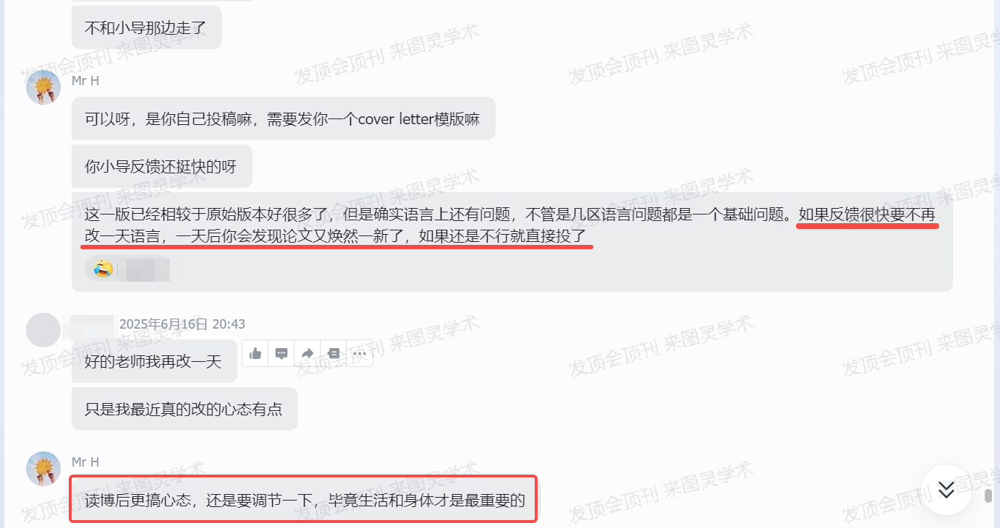 不和小导那边走了
Mr H
可以呀，是你自己投稿嘛，需要发你一个cover letter模版嘛
你小导反馈还挺快的呀
这一版已经相较于原始版本好很多了，但是确实语言上还有问题，不管是几区语言问题都是一个基础问题。如果反馈很快要不再
改一天语言，一天后你会发现论文又焕然一新了，如果还是不行就直接投了
2025年6月16日 20:43
好的老师我再改一天
只是我最近真的改的心态有点
Mr H
读博后更搞心态，还是要调节一下，毕竟生活和身体才是最重要的
发顶会顶刊 来图灵学术